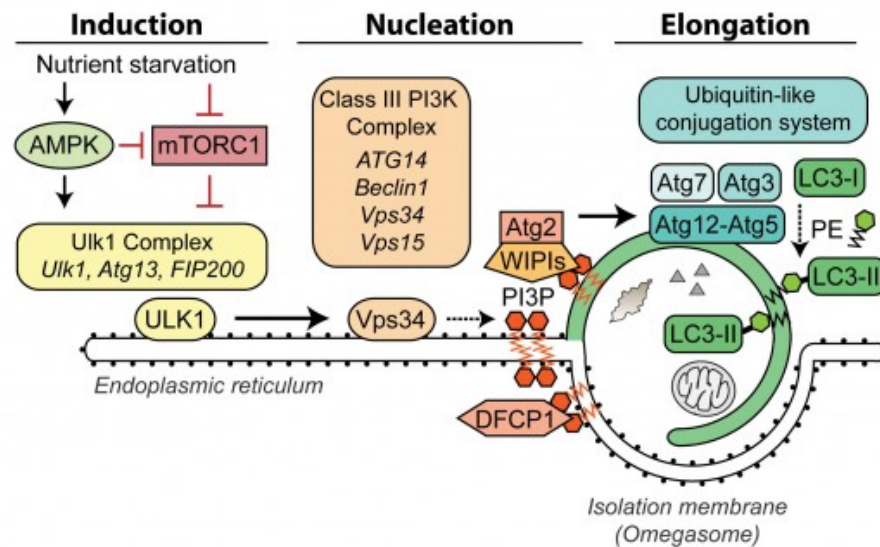 Induction
Nucleation
Elongation
Nutrient starvation
AMPK
mTORC1
Ulk1 Complex
Ulk1, Atg13, FIP200
ULK1
Class III PI3K
Complex
ATG14
Beclin1
Vps34
Vps15
Vps34
Atg2
WIPIs
PI3P
DFCP1
Ubiquitin-like
conjugation system
Atg7
Atg3
LC3-I
Atg12-Atg5
PE
LC3-II
LC3-II
Endoplasmic reticulum
Isolation membrane
(Omegasome)